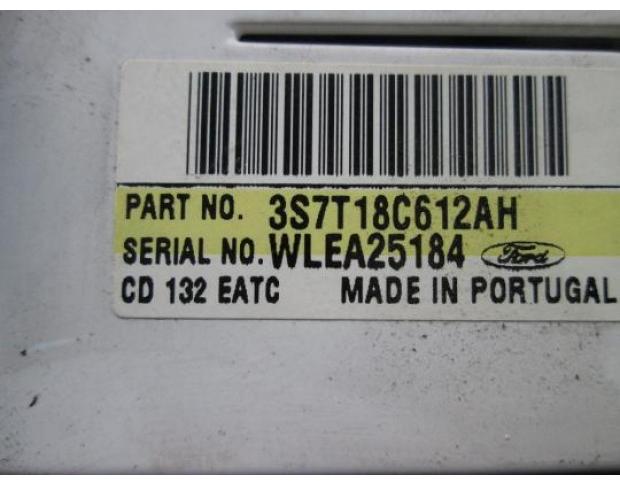 PART NO. 3S7T18C612AH
SERIAL NO. WLEA25184 Ford
CD 132 EATC MADE IN PORTUGAL